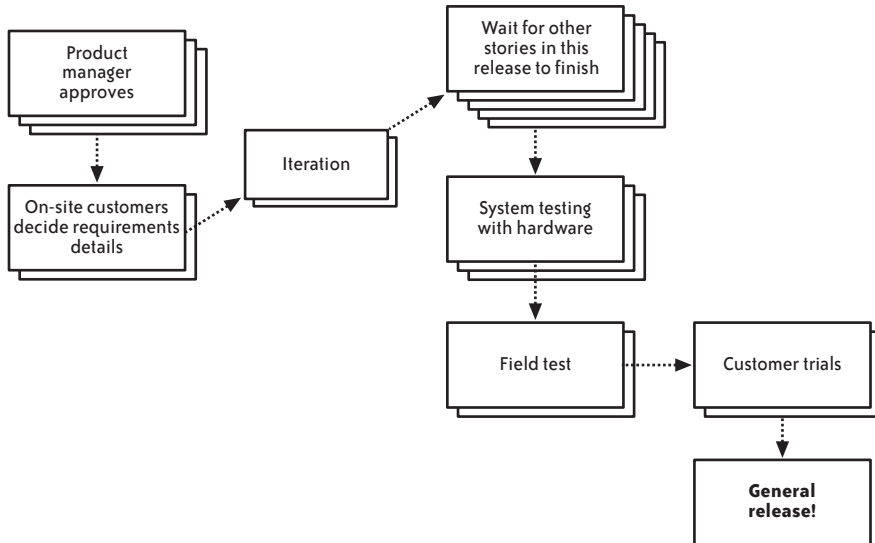 Product
manager
approves
On-site customers
decide requirements
details
Iteration
Wait for other
stories in this
release to finish
System testing
with hardware
Field test
Customer trials
General
release!